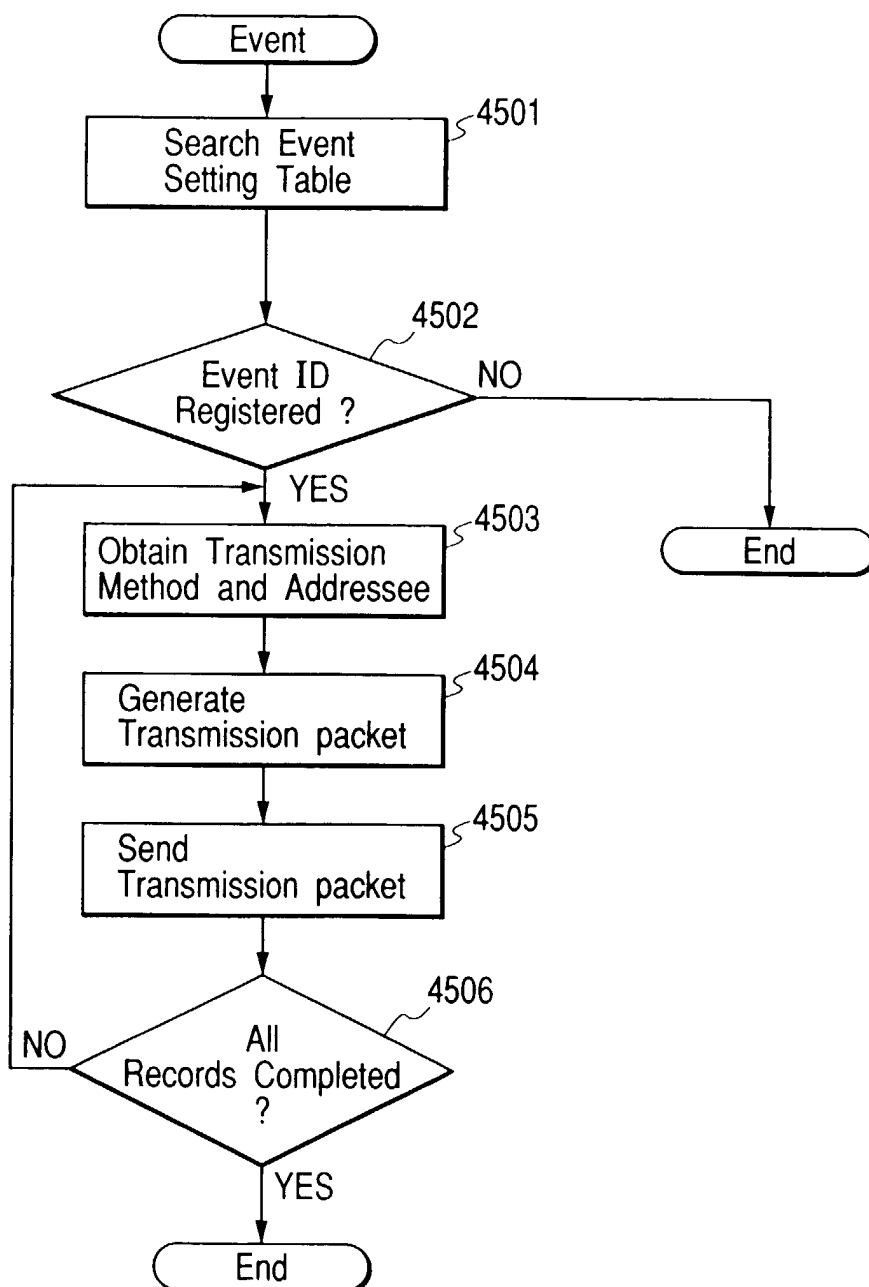 Event
4501
Search Event
Setting Table
4502
Event ID
Registered ?
NO
YES
4503
Obtain Transmission
Method and Addressee
End
4504
Generate
Transmission packet
4505
Send
Transmission packet
4506
All
Records Completed
?
NO
YES
End